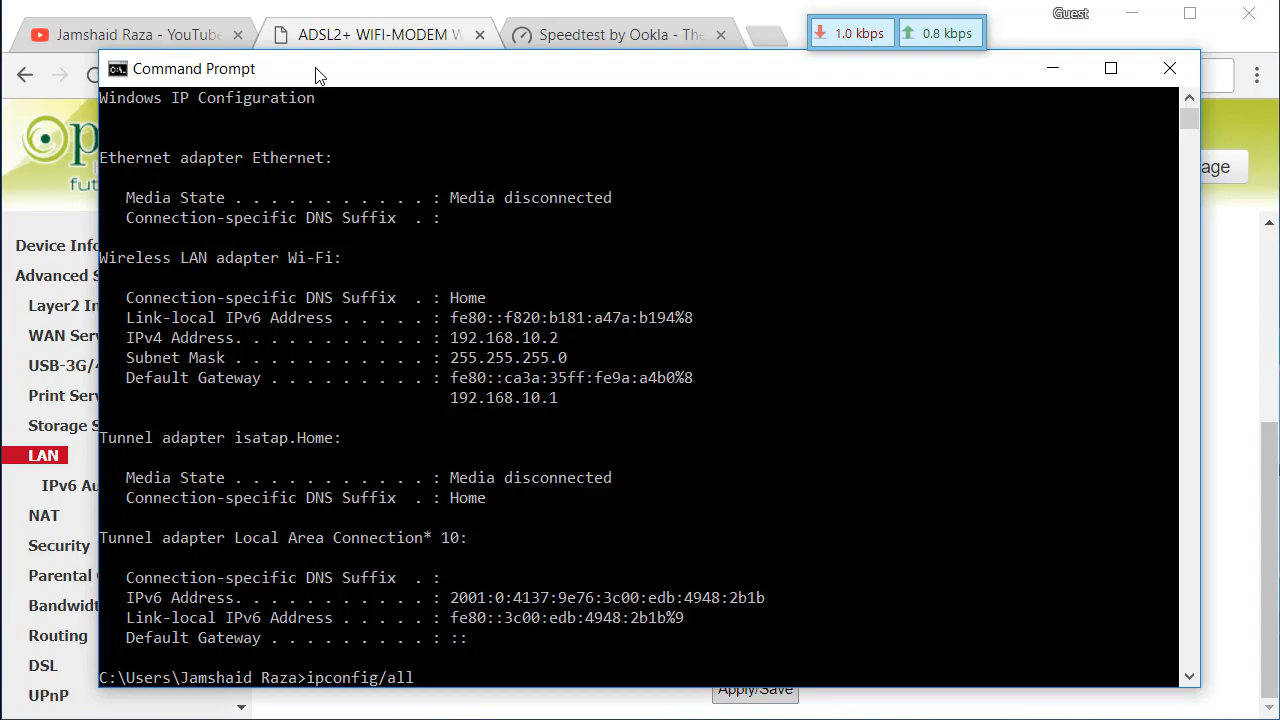 Guest
Jamshaid Raza - YouTube
ADSL2+ WIFI-MODEM W
Speedtest by Ookla - The
1.0 kbps
0.8 kbps
Command Prompt
Windows IP Configuration
Ethernet adapter Ethernet:
Media State . . . . . . . . . . . : Media disconnected
Connection-specific DNS Suffix  . :
Wireless LAN adapter Wi-Fi:
Connection-specific DNS Suffix  . : Home
Link-local IPv6 Address . . . . . : fe80::f820:b181:a47a:b194%8
IPv4 Address. . . . . . . . . . . : 192.168.10.2
Subnet Mask . . . . . . . . . . . : 255.255.255.0
Default Gateway . . . . . . . . . : fe80::ca3a:35ff:fe9a:a4b0%8
192.168.10.1
Tunnel adapter isatap.Home:
Media State . . . . . . . . . . . : Media disconnected
Connection-specific DNS Suffix  . : Home
Tunnel adapter Local Area Connection* 10:
Connection-specific DNS Suffix  . :
IPv6 Address. . . . . . . . . . . : 2001:0:4137:9e76:3c00:edb:4948:2b1b
Link-local IPv6 Address . . . . . : fe80::3c00:edb:4948:2b1b%9
Default Gateway . . . . . . . . . : ::
C:\Users\Jamshaid Raza>ipconfig/all
Device Info
Advanced S
Layer2 In
WAN Serv
USB-3G/4
Print Serv
Storage S
LAN
IPv6 Au
NAT
Security
Parental
Bandwidt
Routing
DSL
UPnP
age
Apply/Save